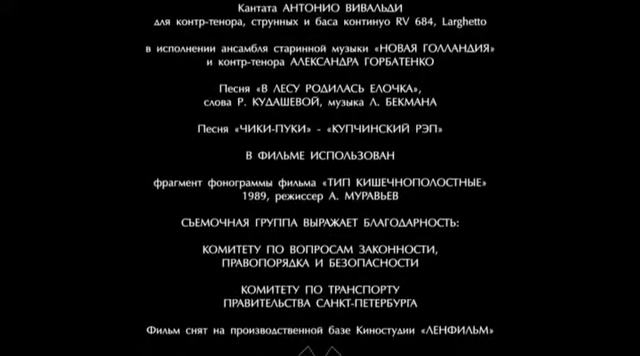 Кантата АНТОНИО ВИВАЛЬДИ
для контр-тенора, струнных и баса континуо RV 684, Larghetto
в исполнении ансамбля старинной музыки «НОВАЯ ГОЛЛАНДИЯ»
и контр-тенора АЛЕКСАНДРА ГОРБАТЕНКО
Песня «В ЛЕСУ РОДИЛАСЬ ЕЛОЧКА»,
слова Р. КУДАШЕВОЙ, музыка Л. БЕКМАНА
Песня «ЧИКИ-ПУКИ» - «КУПЧИНСКИЙ РЭП»
В ФИЛЬМЕ ИСПОЛЬЗОВАН
фрагмент фонограммы фильма «ТИП КИШЕЧНОПОЛОСТНЫЕ»
1989, режиссер А. МУРАВЬЕВ
СЪЕМОЧНАЯ ГРУППА ВЫРАЖАЕТ БЛАГОДАРНОСТЬ:
КОМИТЕТУ ПО ВОПРОСАМ ЗАКОННОСТИ,
ПРАВОПОРЯДКА И БЕЗОПАСНОСТИ
КОМИТЕТУ ПО ТРАНСПОРТУ
ПРАВИТЕЛЬСТВА САНКТ-ПЕТЕРБУРГА
Фильм снят на производственной базе Киностудии «ЛЕНФИЛЬМ»